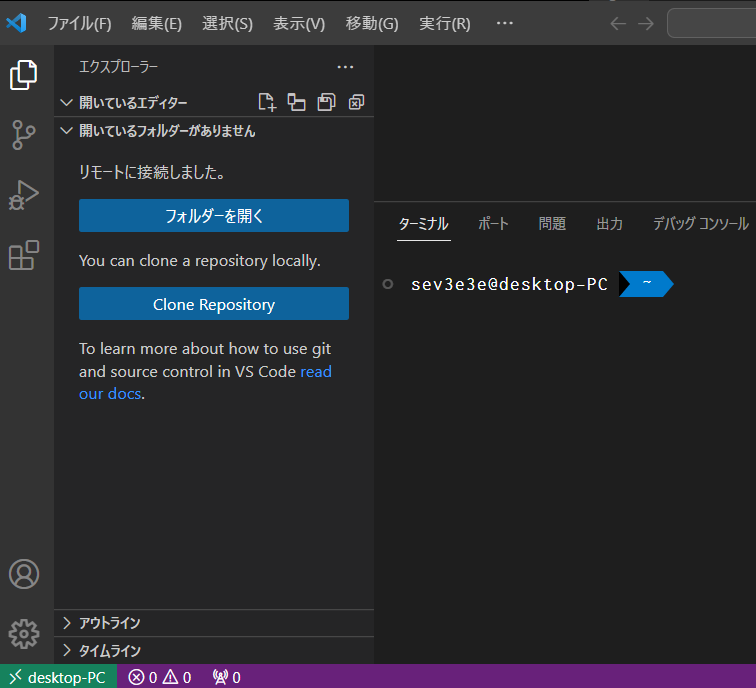 ファイル(F) 編集(E) 選択(S) 表示(V) 移動(G) 実行(R) …
エクスプローラー …
開いているエディター
開いているフォルダーがありません
リモートに接続しました。
フォルダーを開く
You can clone a repository locally.
Clone Repository
To learn more about how to use git
and source control in VS Code read
our docs.
アウトライン
タイムライン
ターミナル ポート 問題 出力 デバッグ コンソール
sev3e3e@desktop-PC ~
desktop-PC 0 0 0